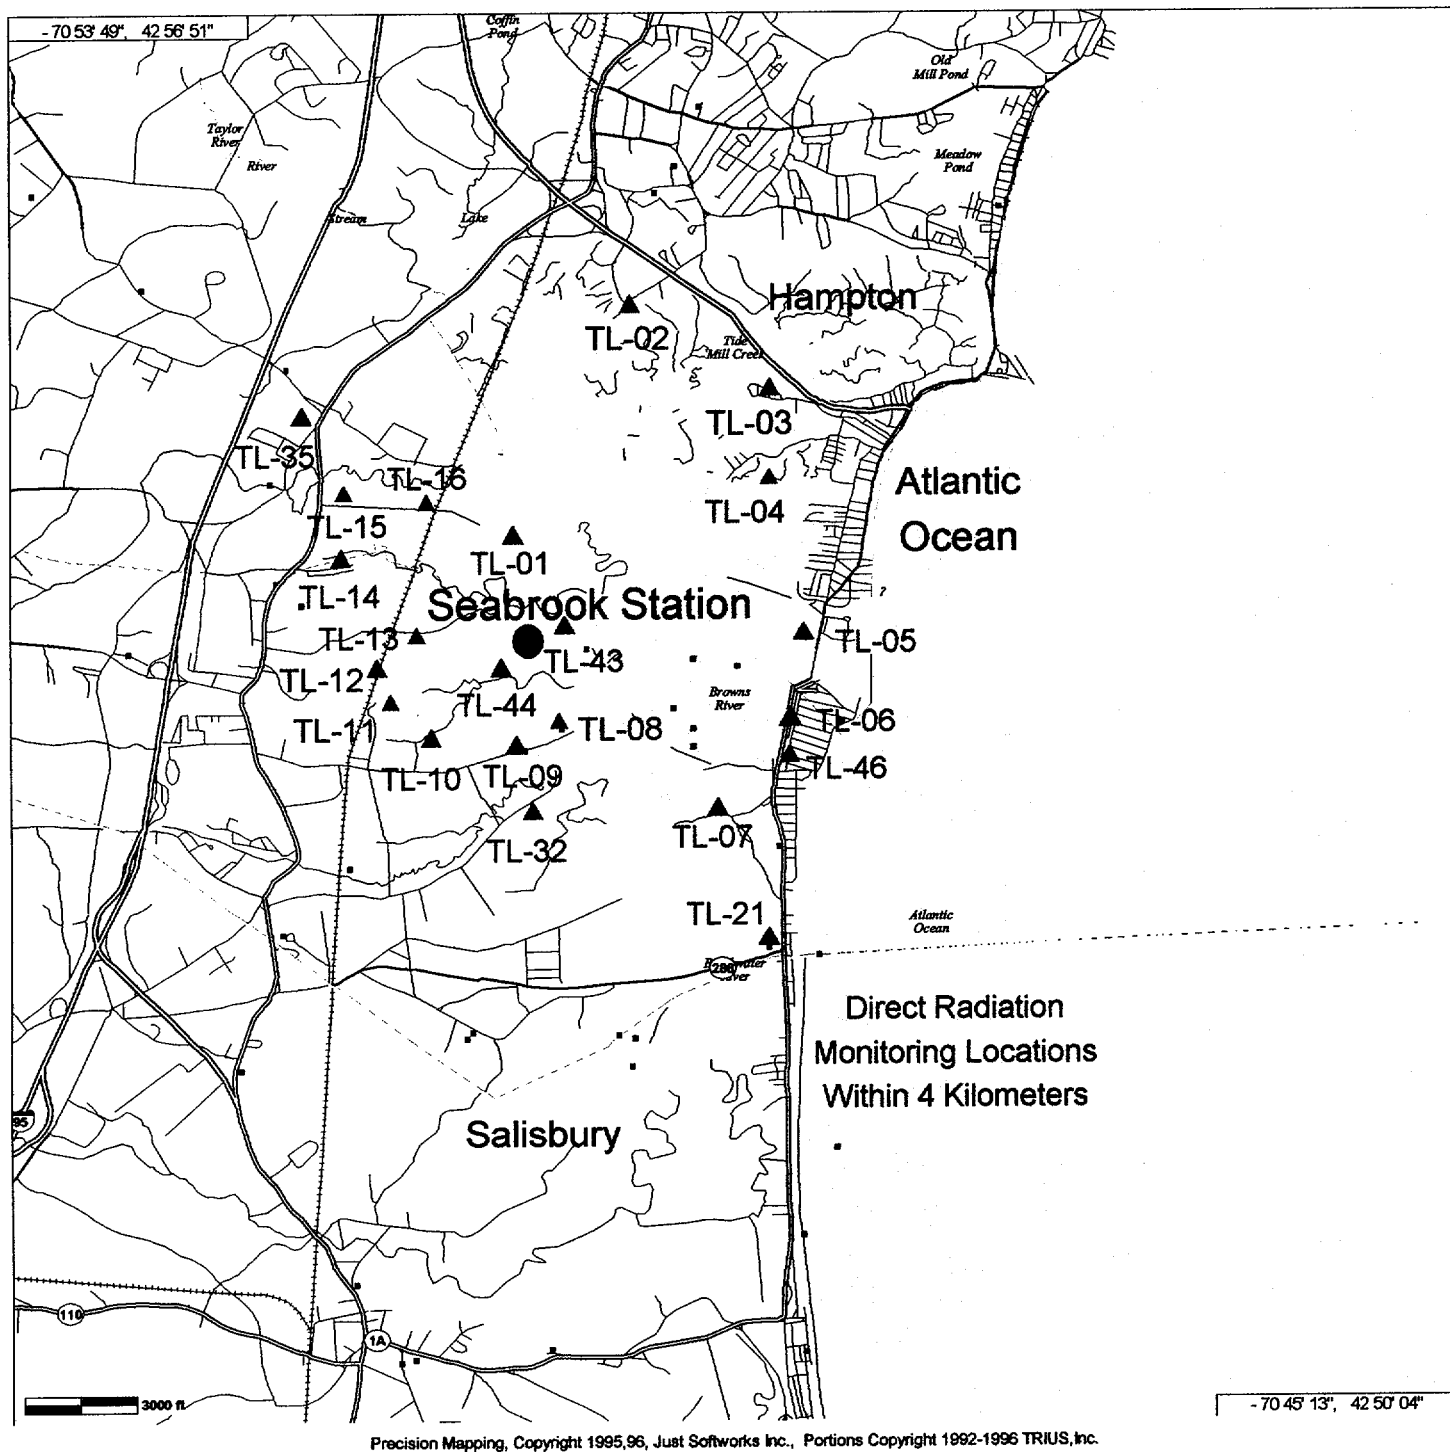 - 70 53' 49", 42 56' 51"
Coffin
Pond
Old
Mill Pond
Taylor
River
River
Meadow
Pond
Stream
Lake
Hampton
TL-02
Tide
Mill Creek
TL-03
TL-35
TL-16
Atlantic
Ocean
TL-04
TL-15
TL-01
TL-14
Seabrook Station
?
TL-13
TL-05
TL-43
TL-12
TL-44
Browns
River
TL-11
TL-08
TL-06
TL-10
TL-09
TL-46
TL-07
TL-32
TL-21
Atlantic
Ocean
286
Direct Radiation
Monitoring Locations
Within 4 Kilometers
95
Salisbury
110
1A
3000 ft.
- 70 45' 13", 42 50' 04"
Precision Mapping, Copyright 1995,96, Just Softworks Inc., Portions Copyright 1992-1996 TRIUS,Inc.